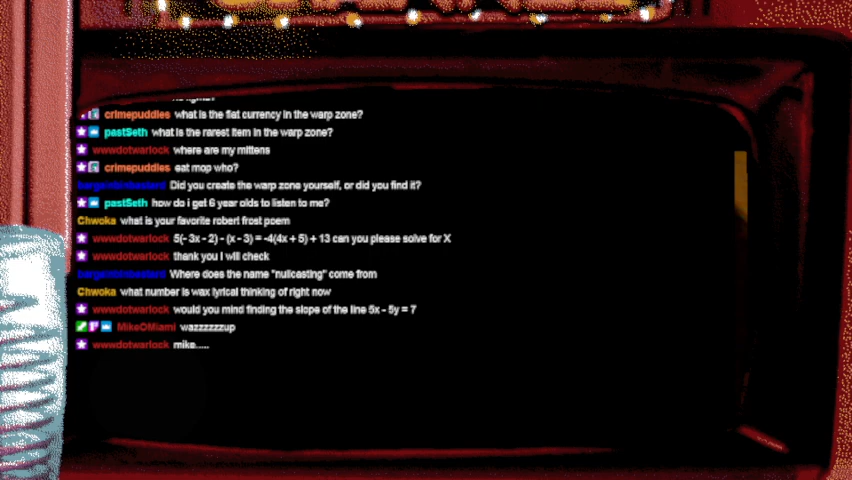 crimepuddles what is the fiat currency in the warp zone?
pastSeth what is the rarest item in the warp zone?
wwwdotwarlock where are my mittens
crimepuddles eat mop who?
bargainbinbastard Did you create the warp zone yourself, or did you find it?
pastSeth how do i get 6 year olds to listen to me?
Chwoka what is your favorite robert frost poem
wwwdotwarlock 5(- 3x - 2) - (x - 3) = -4(4x + 5) + 13 can you please solve for X
wwwdotwarlock thank you I will check
bargainbinbastard Where does the name "nullcasting" come from
Chwoka what number is wax lyrical thinking of right now
wwwdotwarlock would you mind finding the slope of the line 5x - 5y = 7
MikeOMiami wazzzzzzup
wwwdotwarlock mike.....